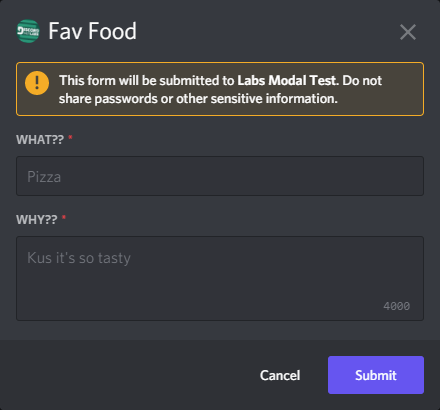 Fav Food
This form will be submitted to Labs Modal Test. Do not
share passwords or other sensitive information.
WHAT?? *
Pizza
WHY?? *
Kus it's so tasty
4000
Cancel
Submit